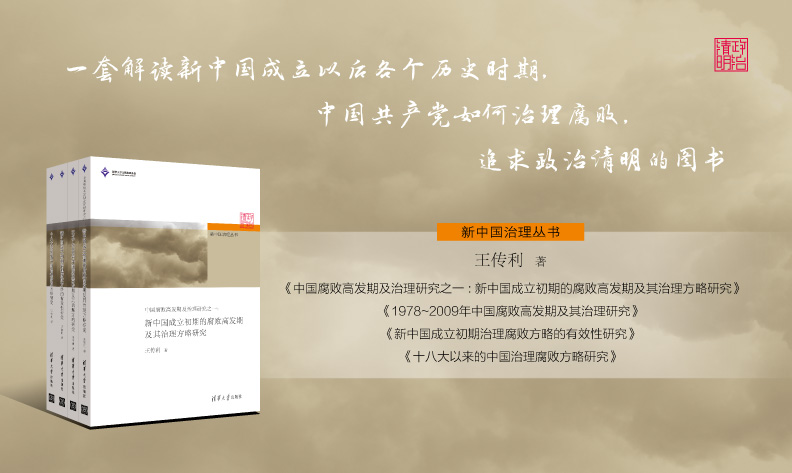 一套解读新中国成立以后各个历史时期,
中国共产党如何治理腐败,
追求政治清明的图书
政治清明
新中国治理丛书
王传利 著
《中国腐败高发期及治理研究之一：新中国成立初期的腐败高发期及其治理方略研究》
《1978~2009年中国腐败高发期及其治理研究》
《新中国成立初期治理腐败方略的有效性研究》
《十八大以来的中国治理腐败方略研究》
新中国治理丛书
中国腐败高发期及治理研究之一
新中国成立初期的腐败高发期
及其治理方略研究
王传利 著
清华大学出版社